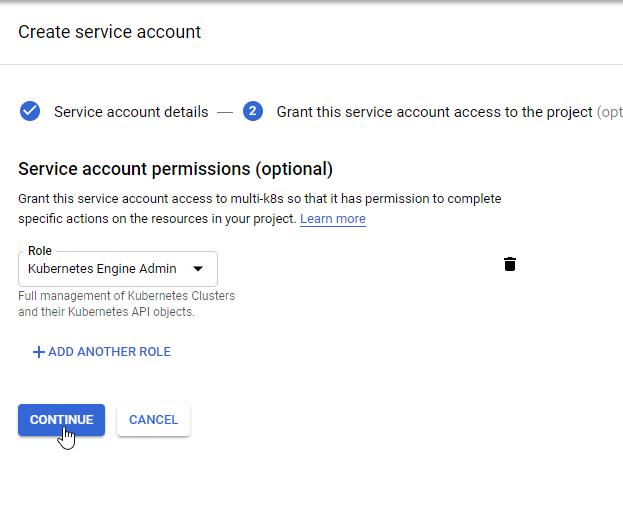 Create service account
Service account details — 2 Grant this service account access to the project (opt
Service account permissions (optional)
Grant this service account access to multi-k8s so that it has permission to complete
specific actions on the resources in your project. Learn more
Role
Kubernetes Engine Admin
Full management of Kubernetes Clusters
and their Kubernetes API objects.
+ ADD ANOTHER ROLE
CONTINUE CANCEL